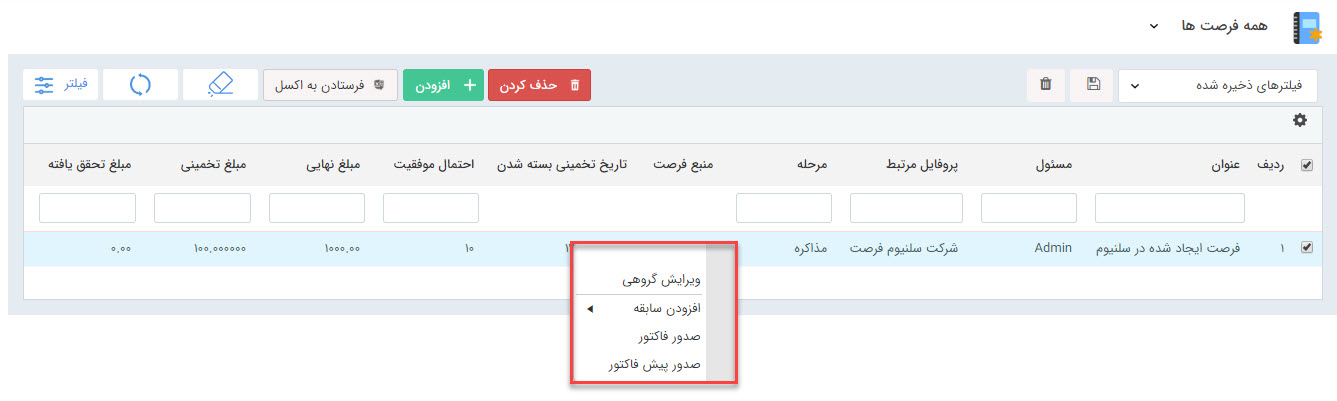 همه فرصت ها
فیلترهای ذخیره شده
حذف کردن
افزودن
فرستادن به اکسل
فیلتر
ردیف عنوان مسئول پروفایل مرتبط مرحله منبع فرصت تاریخ تخمینی بسته شدن احتمال موفقیت مبلغ نهایی مبلغ تخمینی مبلغ تحقق یافته
۱ فرصت ایجاد شده در سلنیوم Admin شرکت سلنیوم فرصت مذاکره ۱۰ ۱۰۰۰.۰۰ ۱۰۰.۰۰۰۰۰۰ ۰.۰۰
ویرایش گروهی
افزودن سابقه
صدور فاکتور
صدور پیش فاکتور